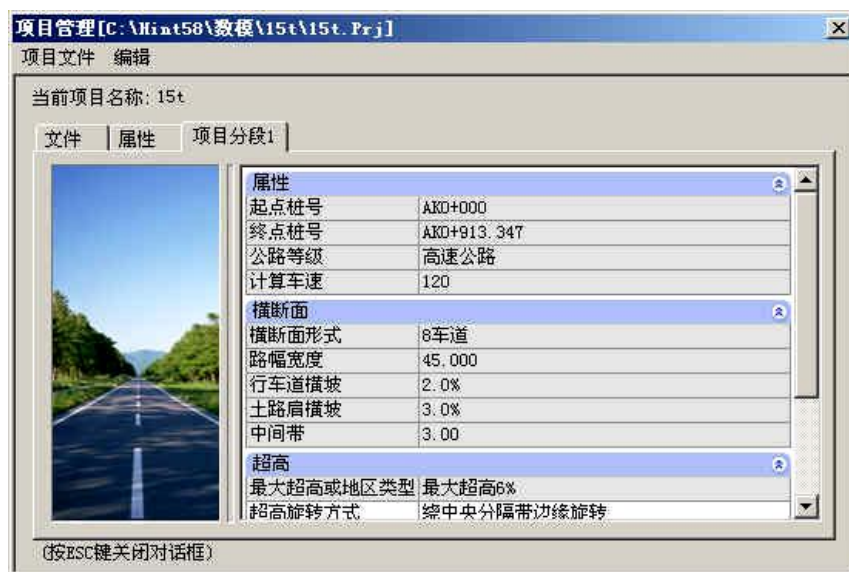 项目管理[C:\Hint58\数模\15t\15t.Prj]
项目文件 编辑
当前项目名称: 15t
文件 属性 项目分段1
属性
起点桩号 AK0+000
终点桩号 AK0+913.347
公路等级 高速公路
计算车速 120
横断面
横断面形式 8车道
路幅宽度 45.000
行车道横坡 2.0%
土路肩横坡 3.0%
中间带 3.00
超高
最大超高或地区类型 最大超高6%
超高旋转方式 绕中央分隔带边缘旋转
(按ESC键关闭对话框)